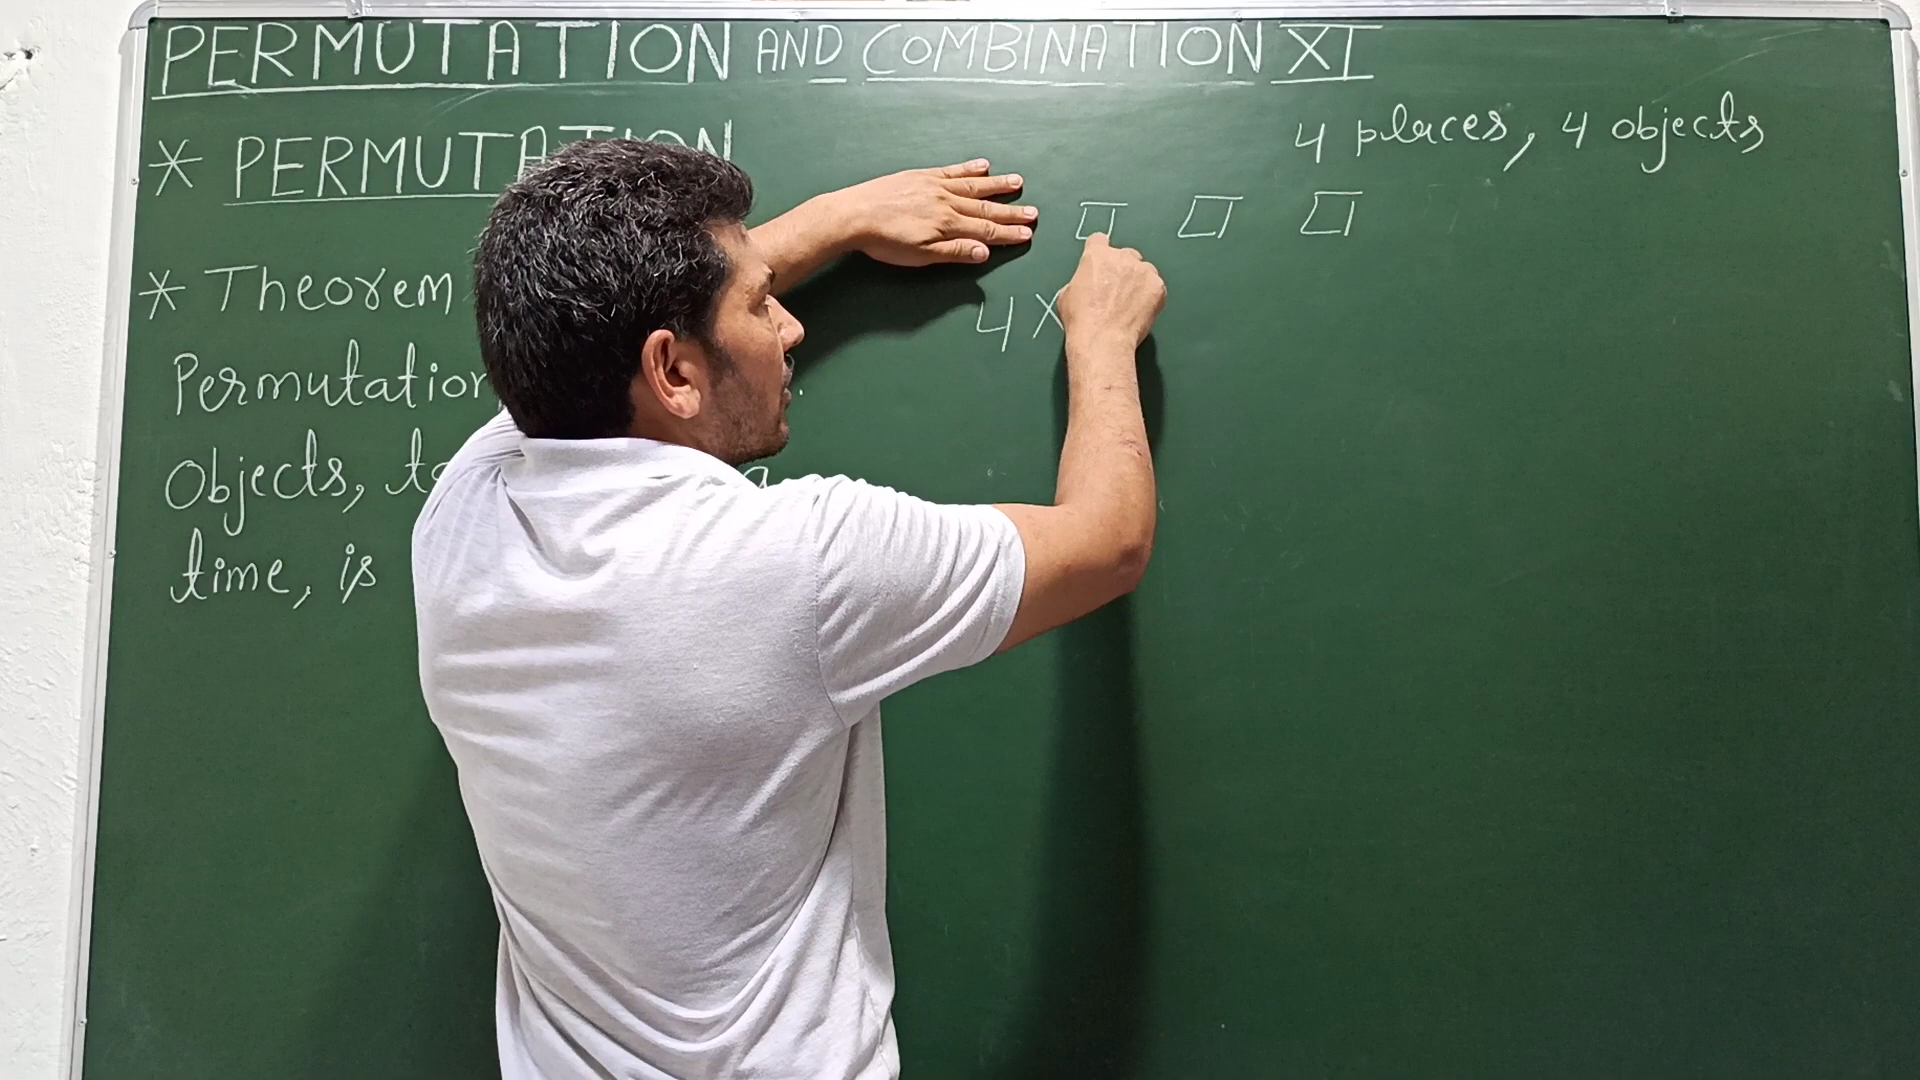 PERMUTATION AND COMBINATION XI
4 places, 4 objects
* PERMUTATION
* Theorem
4 X
Permutation
Objects,
time, is